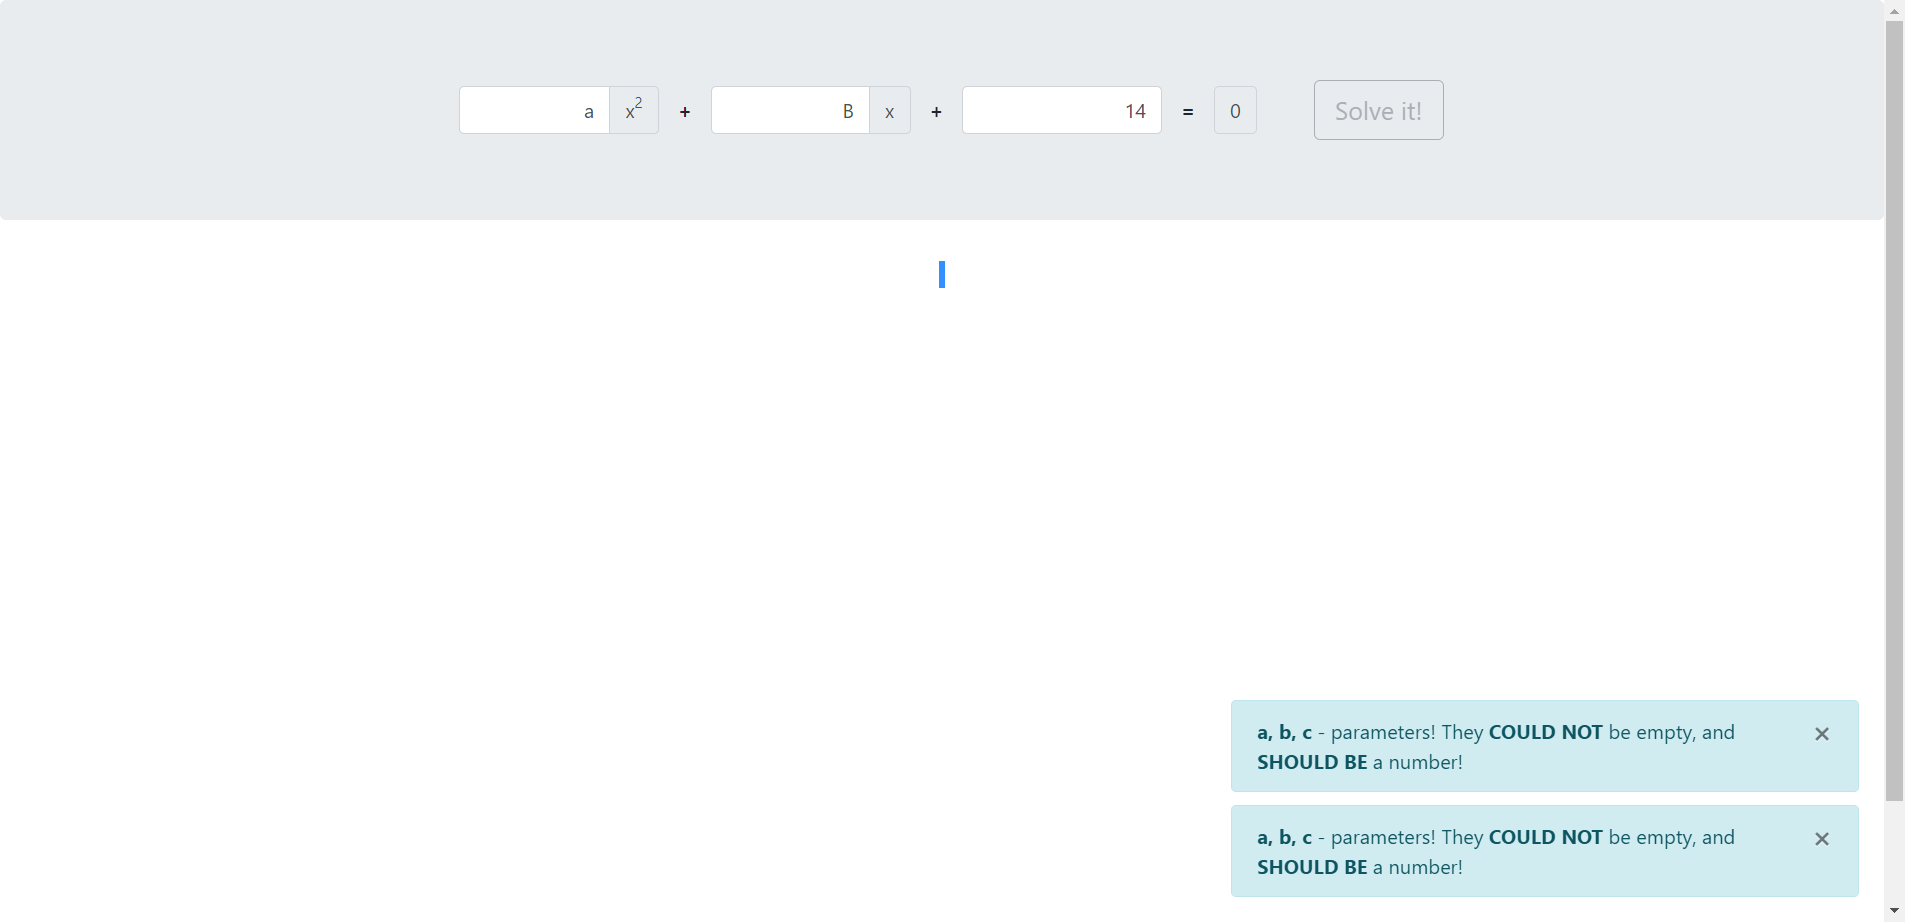 a x² + B x + 14 = 0 Solve it!
a, b, c - parameters! They COULD NOT be empty, and ×
SHOULD BE a number!
a, b, c - parameters! They COULD NOT be empty, and ×
SHOULD BE a number!